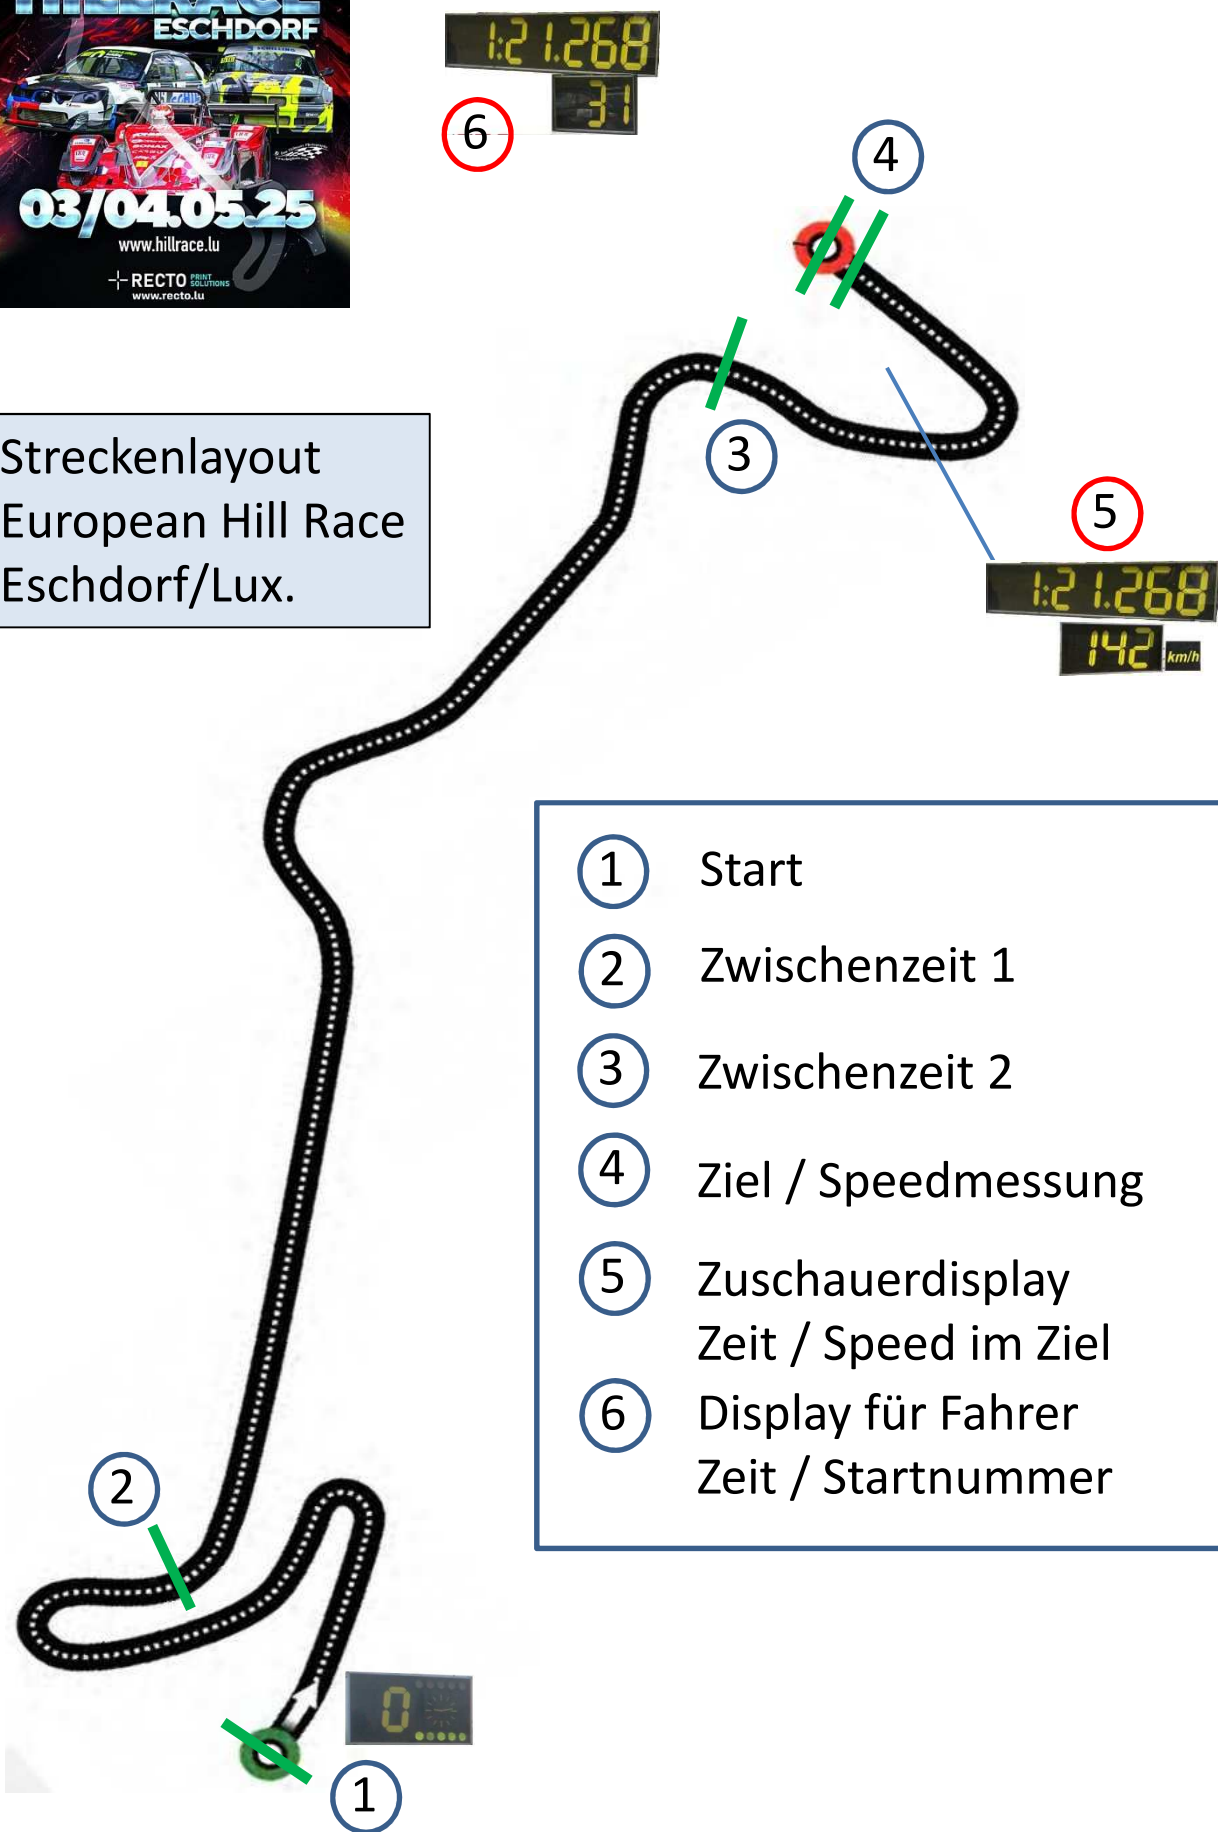 HILLRACE
ESCHDORF
03/04.05.25
www.hillrace.lu
RECTO PRINT SOLUTIONS
www.recto.lu
1:21.268
31
6
4
3
5
1:21.268
142 km/h
Streckenlayout
European Hill Race
Eschdorf/Lux.
1 Start
2 Zwischenzeit 1
3 Zwischenzeit 2
4 Ziel / Speedmessung
5 Zuschauerdisplay
Zeit / Speed im Ziel
6 Display für Fahrer
Zeit / Startnummer
2
0
1